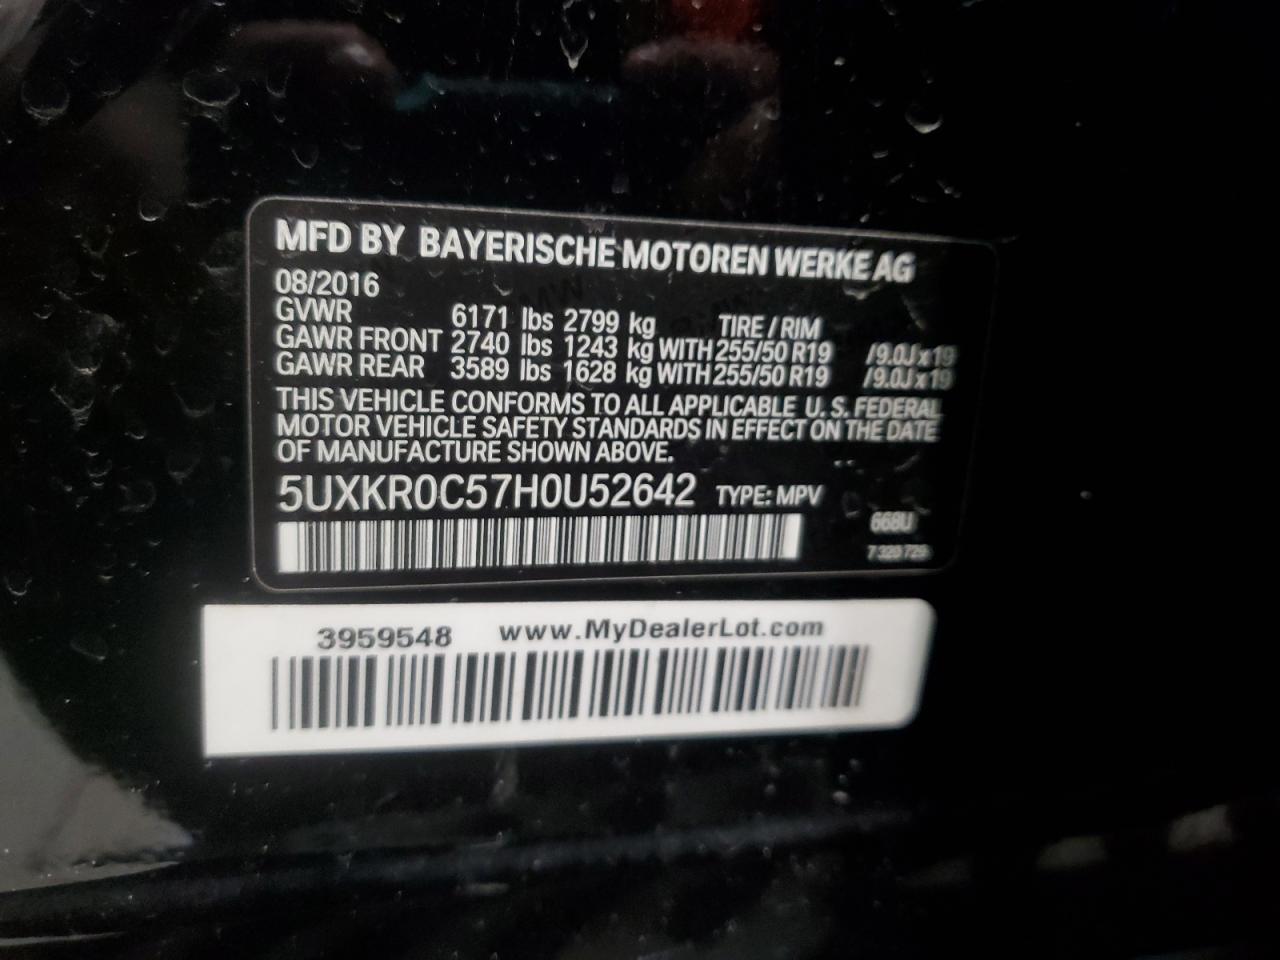 MFD BY BAYERISCHE MOTOREN WERKE AG
08/2016
GVWR 6171 lbs 2799 kg TIRE / RIM
GAWR FRONT 2740 lbs 1243 kg WITH 255/50 R19 /9.0J x 19
GAWR REAR 3589 lbs 1628 kg WITH 255/50 R19 /9.0J x 19
THIS VEHICLE CONFORMS TO ALL APPLICABLE U. S. FEDERAL
MOTOR VEHICLE SAFETY STANDARDS IN EFFECT ON THE DATE
OF MANUFACTURE SHOWN ABOVE.
5UXKR0C57H0U52642 TYPE: MPV
668U
3959548 www.MyDealerLot.com